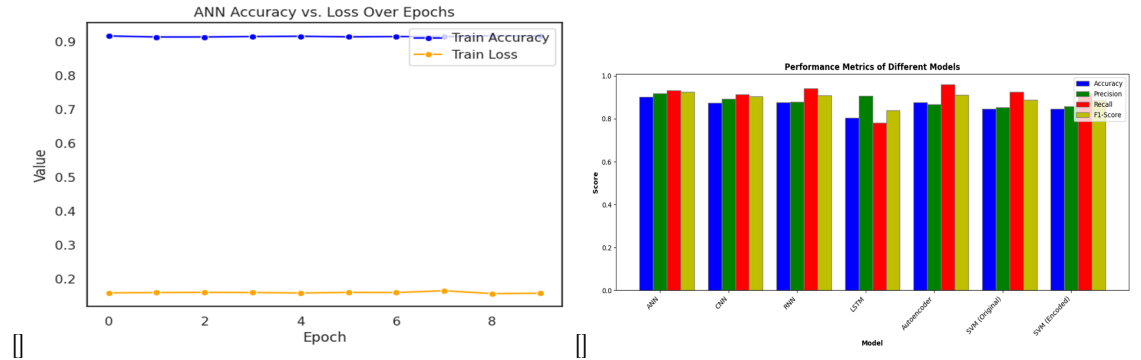 ANN Accuracy vs. Loss Over Epochs
0.9
0.8
0.7
0.6
0.5
0.4
0.3
0.2
Value
Train Accuracy
Train Loss
0 2 4 6 8
Epoch
[]
Performance Metrics of Different Models
1.0
0.8
0.6
0.4
0.2
0.0
Score
Accuracy
Precision
Recall
F1-Score
ANN
CNN
RNN
LSTM
Autoencoder
SVM (Original)
SVM (Encoded)
Model
[]